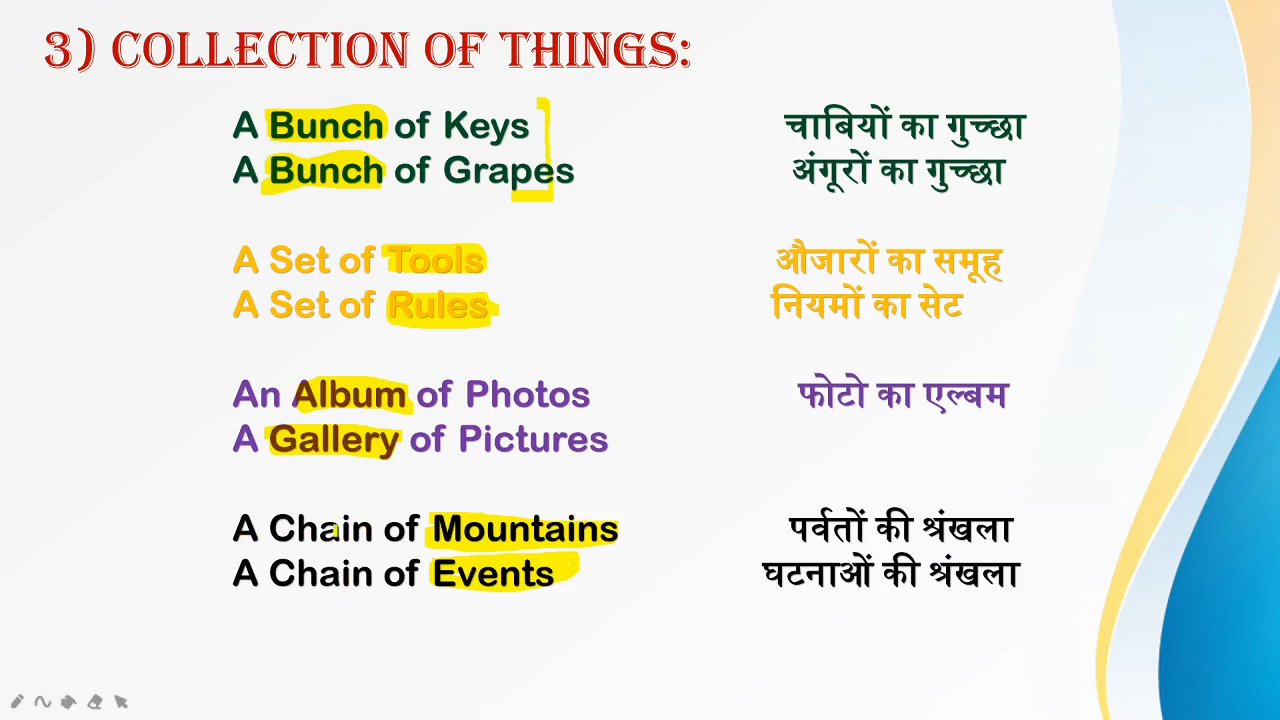 3) COLLECTION OF THINGS:
A Bunch of Keys चाबियों का गुच्छा
A Bunch of Grapes अंगूरों का गुच्छा
A Set of Tools औजारों का समूह
A Set of Rules नियमों का सेट
An Album of Photos फोटो का एल्बम
A Gallery of Pictures
A Chain of Mountains पर्वतों की श्रंखला
A Chain of Events घटनाओं की श्रंखला